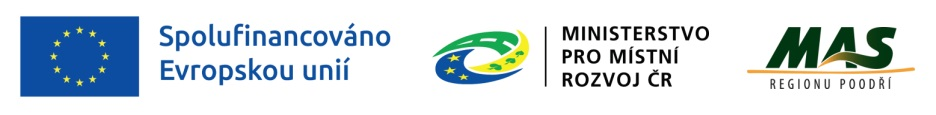 Spolufinancováno
Evropskou unií
MINISTERSTVO
PRO MÍSTNÍ
ROZVOJ ČR
MAS
REGIONU POODŘÍ